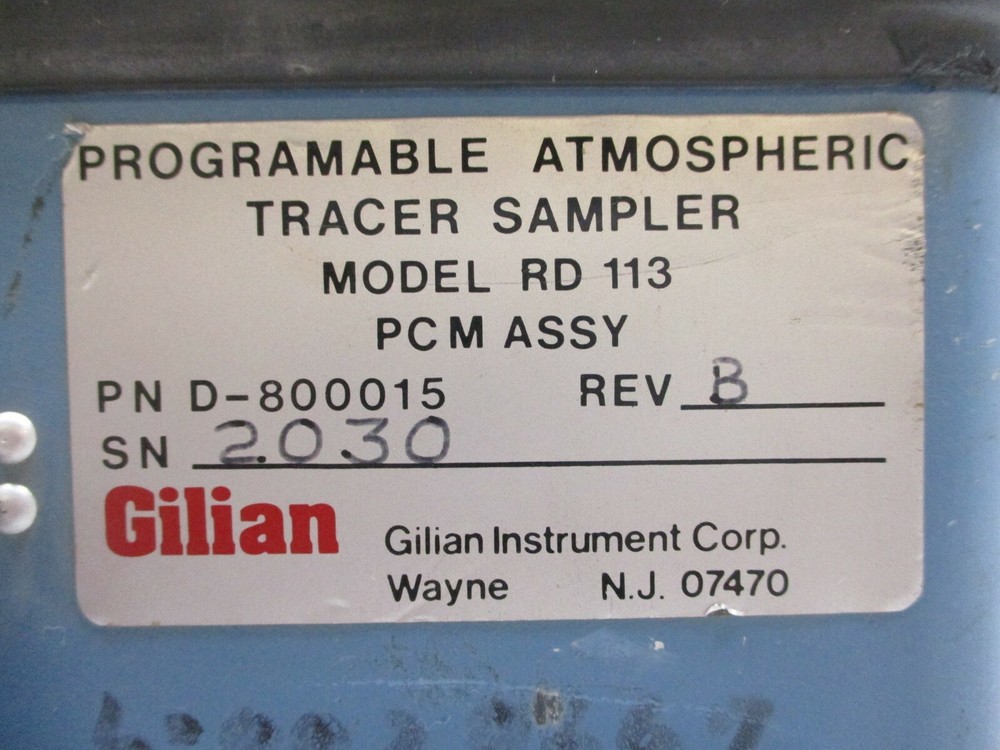 PROGRAMABLE ATMOSPHERIC
TRACER SAMPLER
MODEL RD 113
PCM ASSY
PN D-800015 REV B
SN 2030
Gilian
Gilian Instrument Corp.
Wayne N.J. 07470